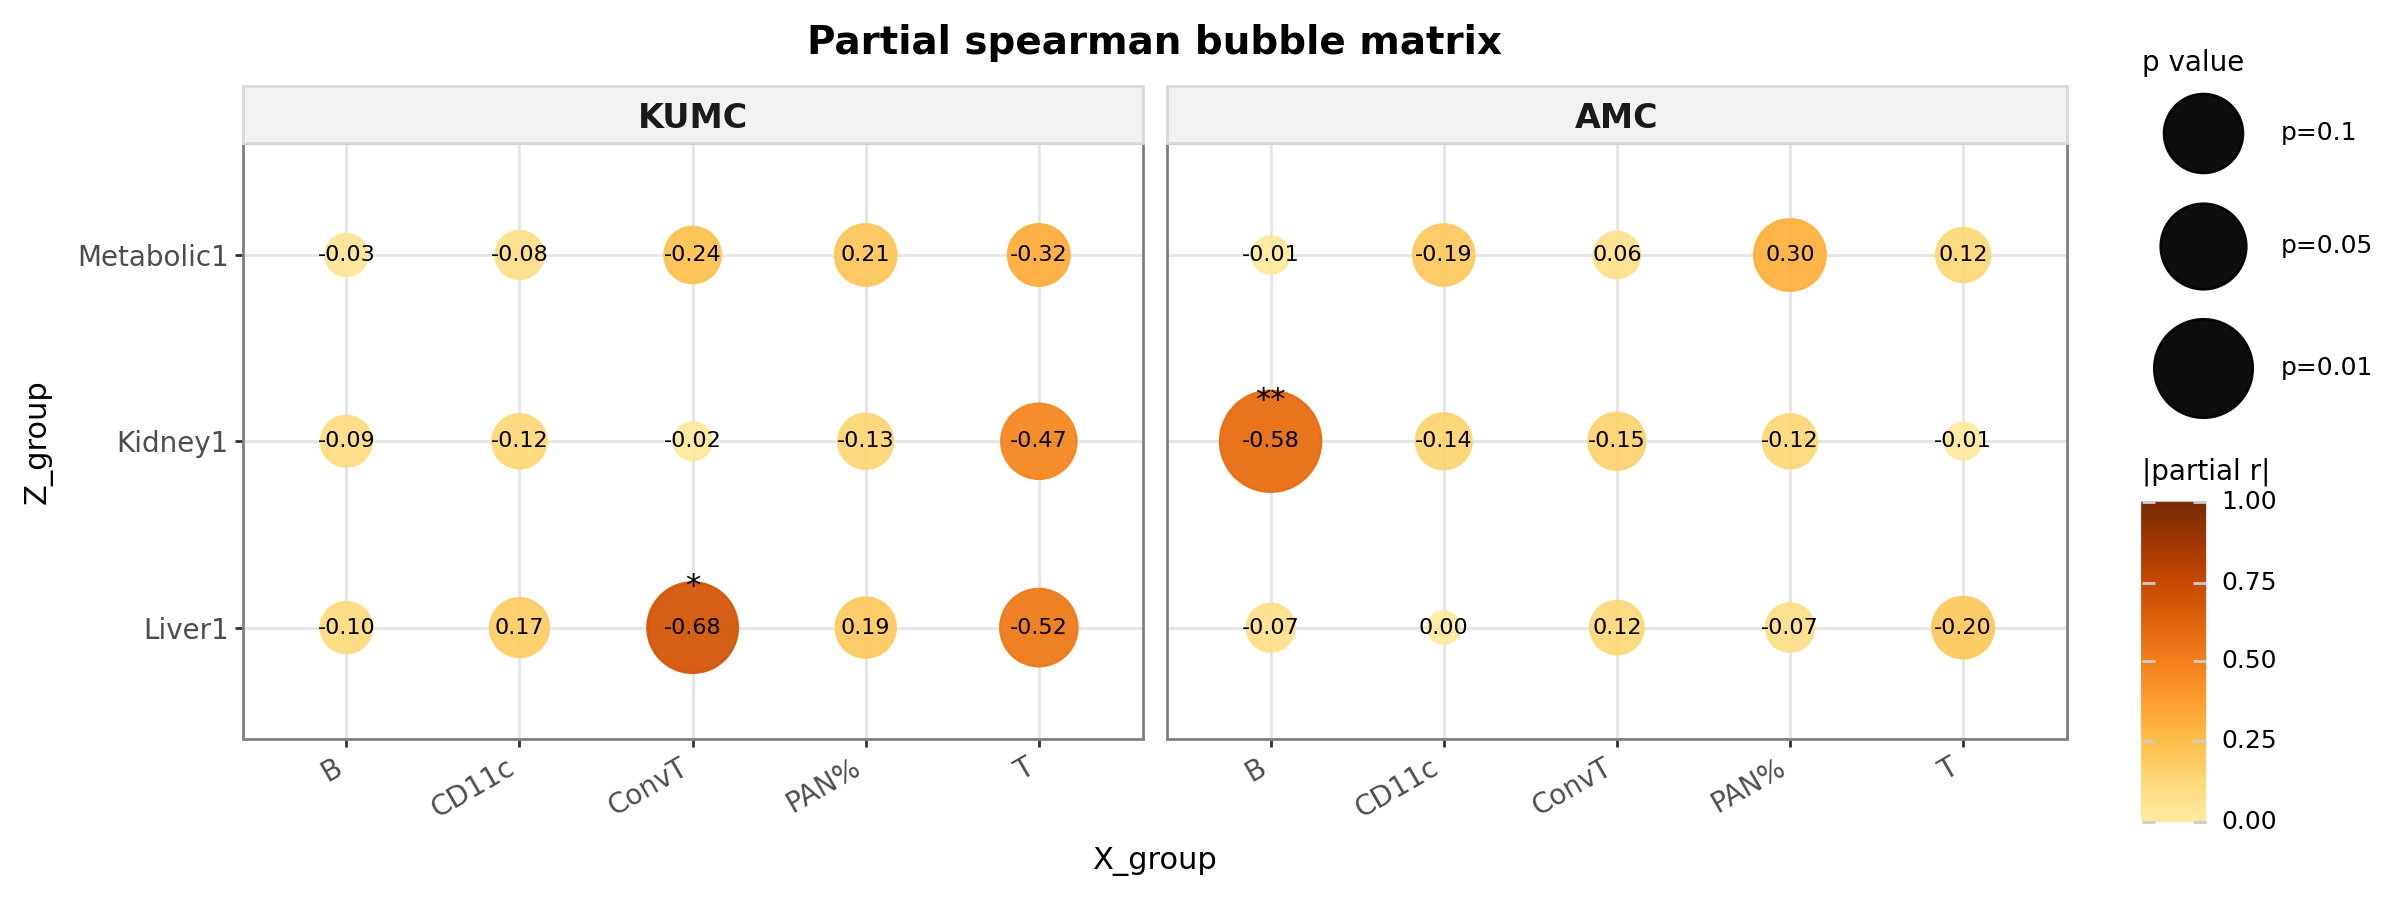 Partial spearman bubble matrix
KUMC
AMC
Z_group
Metabolic1
-0.03 -0.08 -0.24 0.21 -0.32
-0.01 -0.19 0.06 0.30 0.12
**
Kidney1
-0.09 -0.12 -0.02 -0.13 -0.47
-0.58 -0.14 -0.15 -0.12 -0.01
*
Liver1
-0.10 0.17 -0.68 0.19 -0.52
-0.07 0.00 0.12 -0.07 -0.20
B CD11c ConvT PAN% T
B CD11c ConvT PAN% T
X_group
p value
p=0.1
p=0.05
p=0.01
|partial r|
1.00
0.75
0.50
0.25
0.00